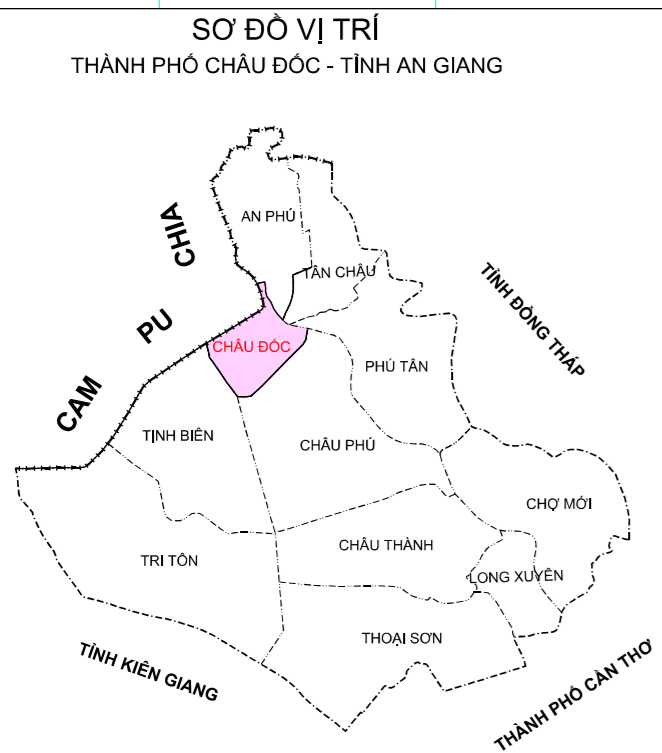 SƠ ĐỒ VỊ TRÍ
THÀNH PHỐ CHÂU ĐỐC - TỈNH AN GIANG
CAM PU CHIA
AN PHÚ
TÂN CHÂU
TỈNH ĐỒNG THÁP
CHÂU ĐỐC
PHÚ TÂN
TỊNH BIÊN
CHÂU PHÚ
CHỢ MỚI
CHÂU THÀNH
TRI TÔN
LONG XUYÊN
THOẠI SƠN
TỈNH KIÊN GIANG
THÀNH PHỐ CẦN THƠ